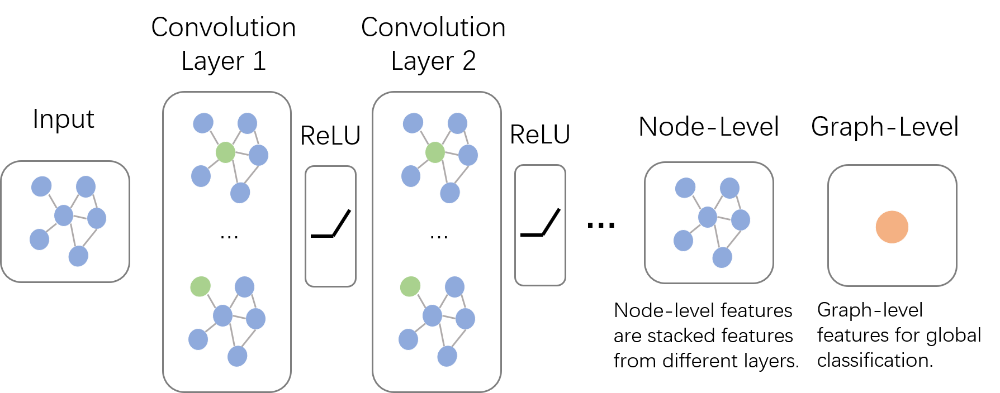 Input
Convolution
Layer 1
...
ReLU
Convolution
Layer 2
...
ReLU
...
Node-Level
Node-level features
are stacked features
from different layers.
Graph-Level
Graph-level
features for global
classification.